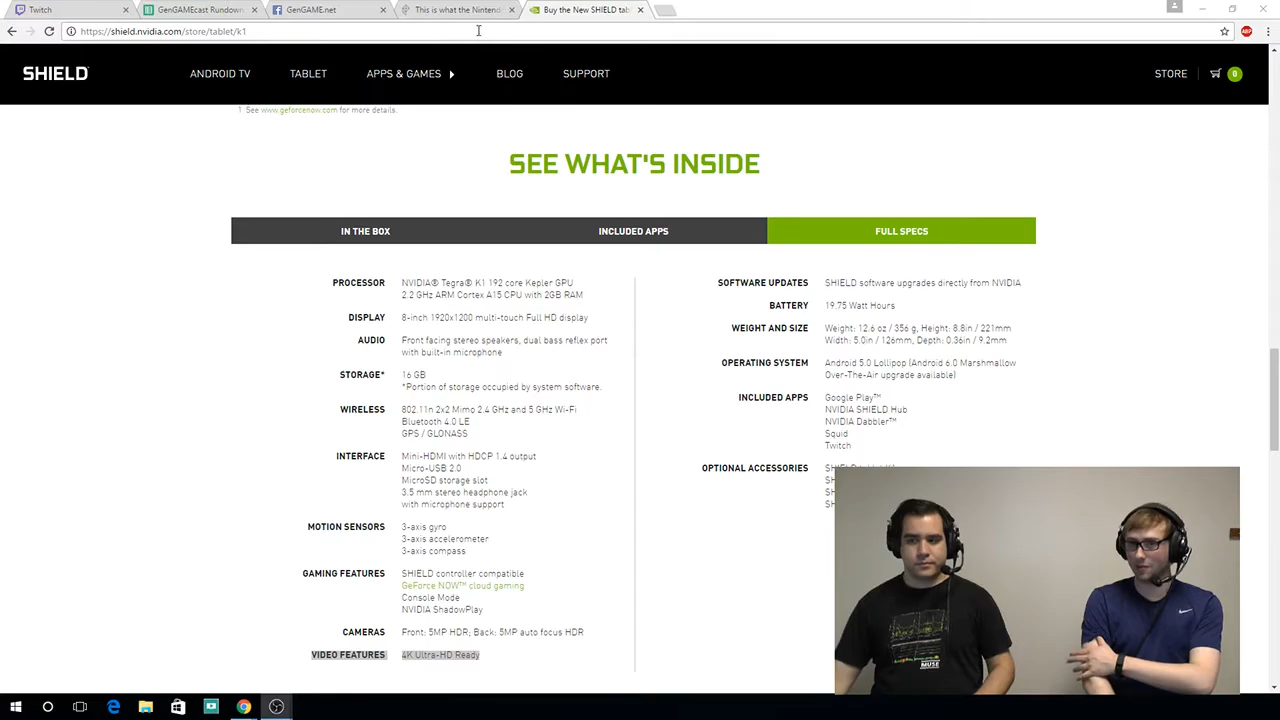 Twitch
GenGAMEcast Rundown
GenGAME.net
This is what the Nintend
Buy the New SHIELD tab
https://shield.nvidia.com/store/tablet/k1
ABP
SHIELD
ANDROID TV
TABLET
APPS & GAMES
BLOG
SUPPORT
STORE
0
1 See www.geforcenow.com for more details.
SEE WHAT'S INSIDE
IN THE BOX
INCLUDED APPS
FULL SPECS
PROCESSOR
NVIDIA® Tegra® K1 192 core Kepler GPU
2.2 GHz ARM Cortex A15 CPU with 2GB RAM
DISPLAY
8-inch 1920x1200 multi-touch Full HD display
AUDIO
Front facing stereo speakers, dual bass reflex port
with built-in microphone
STORAGE*
16 GB
*Portion of storage occupied by system software.
WIRELESS
802.11n 2x2 Mimo 2.4 GHz and 5 GHz Wi-Fi
Bluetooth 4.0 LE
GPS / GLONASS
INTERFACE
Mini-HDMI with HDCP 1.4 output
Micro-USB 2.0
MicroSD storage slot
3.5 mm stereo headphone jack
with microphone support
MOTION SENSORS
3-axis gyro
3-axis accelerometer
3-axis compass
GAMING FEATURES
SHIELD controller compatible
GeForce NOW™ cloud gaming
Console Mode
NVIDIA ShadowPlay
CAMERAS
Front: 5MP HDR; Back: 5MP auto focus HDR
VIDEO FEATURES
4K Ultra-HD Ready
SOFTWARE UPDATES
SHIELD software upgrades directly from NVIDIA
BATTERY
19.75 Watt Hours
WEIGHT AND SIZE
Weight: 12.6 oz / 356 g, Height: 8.8in / 221mm
Width: 5.0in / 126mm, Depth: 0.36in / 9.2mm
OPERATING SYSTEM
Android 5.0 Lollipop (Android 6.0 Marshmallow
Over-The-Air upgrade available)
INCLUDED APPS
Google Play™
NVIDIA SHIELD Hub
NVIDIA Dabbler™
Squid
Twitch
OPTIONAL ACCESSORIES
MUSE